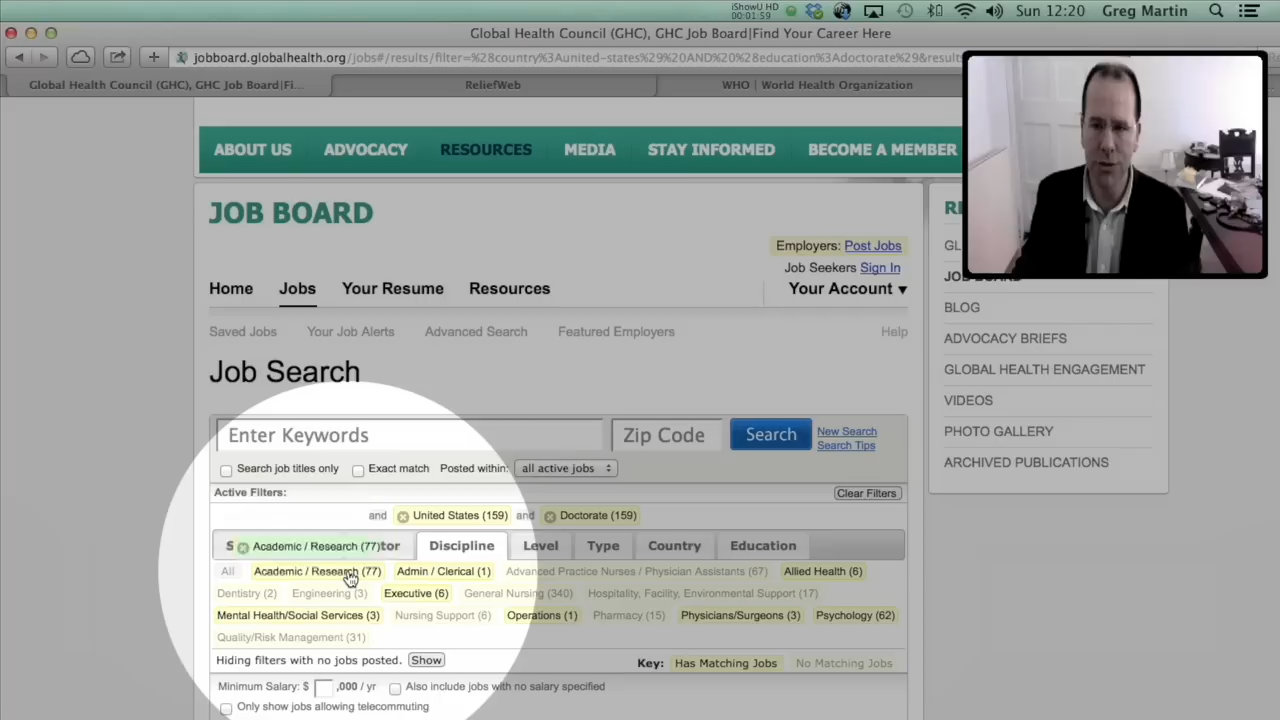 iShowU HD
00:01:59
Sun 12:20 Greg Martin
Global Health Council (GHC), GHC Job Board|Find Your Career Here
jobboard.globalhealth.org/jobs#/results/filter=%28country%3Aunited-states%29%20AND%20%28education%3Adoctorate%29&results
Global Health Council (GHC), GHC Job Board|Fi...
ReliefWeb
WHO | World Health Organization
ABOUT US ADVOCACY RESOURCES MEDIA STAY INFORMED BECOME A MEMBER
JOB BOARD
Employers: Post Jobs
Job Seekers Sign In
Home Jobs Your Resume Resources Your Account
Saved Jobs Your Job Alerts Advanced Search Featured Employers Help
Job Search
Enter Keywords Zip Code Search New Search
Search Tips
Search job titles only Exact match Posted within: all active jobs
Active Filters: Clear Filters
and United States (159) and Doctorate (159)
Academic / Research (77) Discipline Level Type Country Education
All Academic / Research (77) Admin / Clerical (1) Advanced Practice Nurses / Physician Assistants (67) Allied Health (6)
Dentistry (2) Engineering (3) Executive (6) General Nursing (340) Hospitality, Facility, Environmental Support (17)
Mental Health/Social Services (3) Nursing Support (6) Operations (1) Pharmacy (15) Physicians/Surgeons (3) Psychology (62)
Quality/Risk Management (31)
Hiding filters with no jobs posted. Show Key: Has Matching Jobs No Matching Jobs
Minimum Salary: $ ,000 / yr Also include jobs with no salary specified
Only show jobs allowing telecommuting
BLOG
ADVOCACY BRIEFS
GLOBAL HEALTH ENGAGEMENT
VIDEOS
PHOTO GALLERY
ARCHIVED PUBLICATIONS